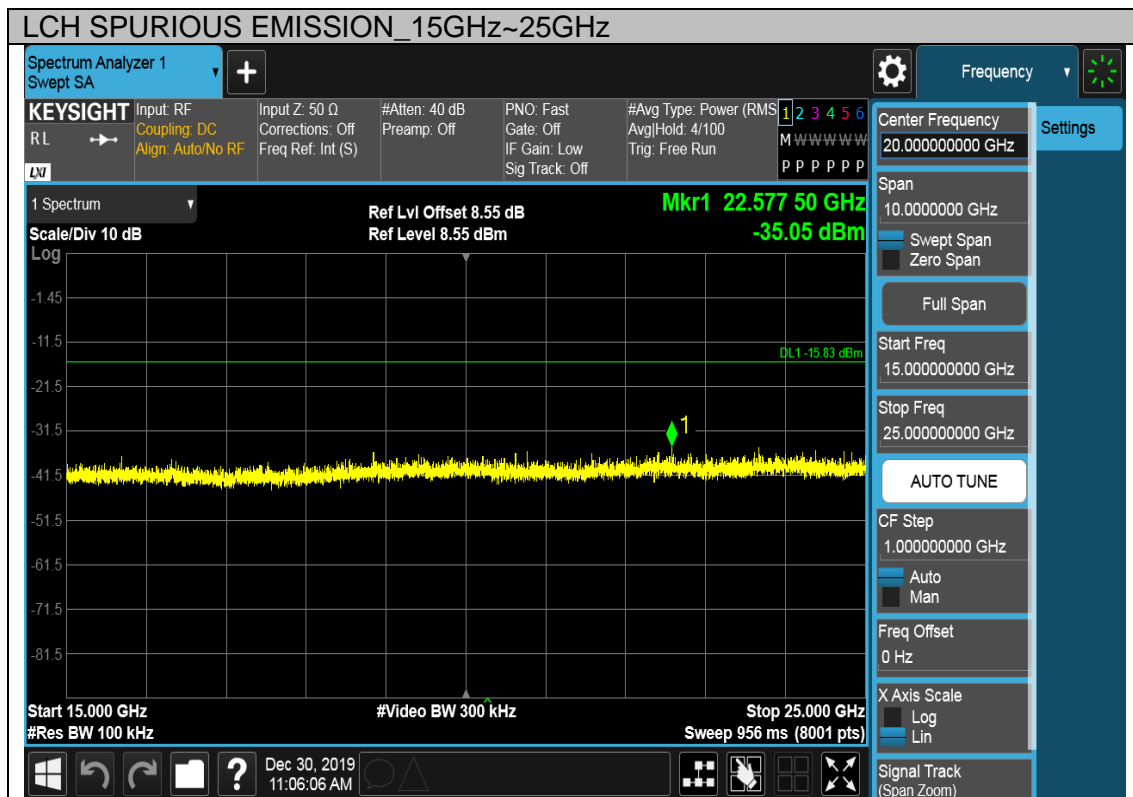 LCH SPURIOUS EMISSION_15GHz~25GHz
Spectrum Analyzer 1
Swept SA
+
Frequency
KEYSIGHT
R L
LXI
Input: RF
Coupling: DC
Align: Auto/No RF
Input Z: 50 Ω
Corrections: Off
Freq Ref: Int (S)
#Atten: 40 dB
Preamp: Off
PNO: Fast
Gate: Off
IF Gain: Low
Sig Track: Off
#Avg Type: Power (RMS
Avg|Hold: 4/100
Trig: Free Run
1 2 3 4 5 6
M W W W W W
P P P P P P
1 Spectrum
Scale/Div 10 dB
Log
Ref Lvl Offset 8.55 dB
Ref Level 8.55 dBm
Mkr1 22.577 50 GHz
-35.05 dBm
-1.45
-11.5
DL1 -15.83 dBm
-21.5
-31.5
1
-41.5
-51.5
-61.5
-71.5
-81.5
Start 15.000 GHz
#Res BW 100 kHz
#Video BW 300 kHz
Stop 25.000 GHz
Sweep 956 ms (8001 pts)
Center Frequency
20.000000000 GHz
Settings
Span
10.0000000 GHz
Swept Span
Zero Span
Full Span
Start Freq
15.000000000 GHz
Stop Freq
25.000000000 GHz
AUTO TUNE
CF Step
1.000000000 GHz
Auto
Man
Freq Offset
0 Hz
X Axis Scale
Log
Lin
Signal Track
(Span Zoom)
?
Dec 30, 2019
11:06:06 AM